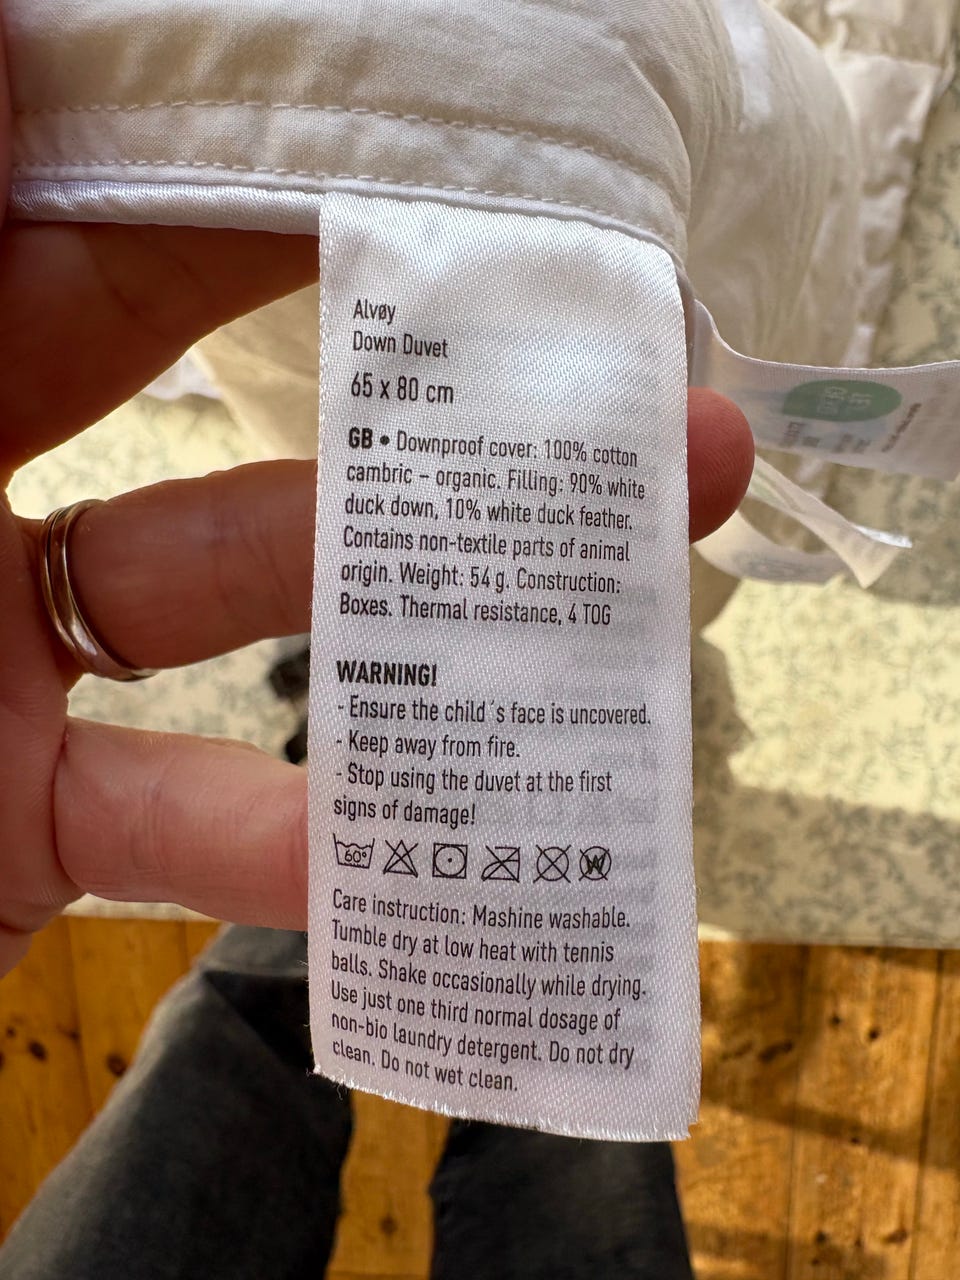 Alvøy
Down Duvet
65 x 80 cm
GB • Downproof cover: 100% cotton
cambric – organic. Filling: 90% white
duck down, 10% white duck feather.
Contains non-textile parts of animal
origin. Weight: 54 g. Construction:
Boxes. Thermal resistance, 4 TOG
WARNING!
- Ensure the child´s face is uncovered.
- Keep away from fire.
- Stop using the duvet at the first
signs of damage!
60° W
Care instruction: Mashine washable.
Tumble dry at low heat with tennis
balls. Shake occasionally while drying.
Use just one third normal dosage of
non-bio laundry detergent. Do not dry
clean. Do not wet clean.